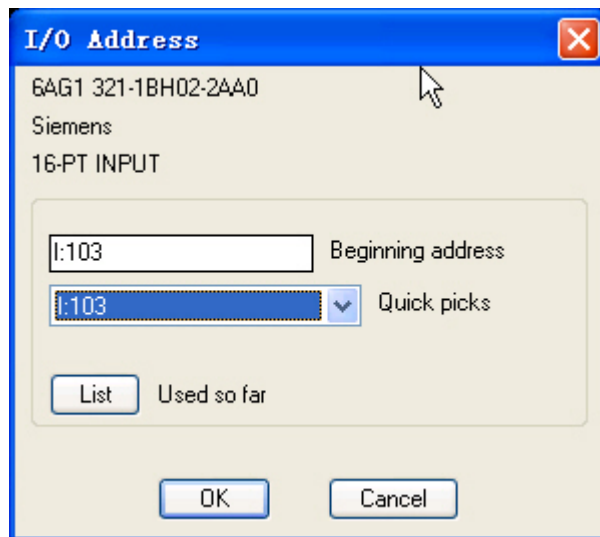 I/O Address
6AG1 321-1BH02-2AA0
Siemens
16-PT INPUT
I:103 Beginning address
I:103 Quick picks
List Used so far
OK Cancel